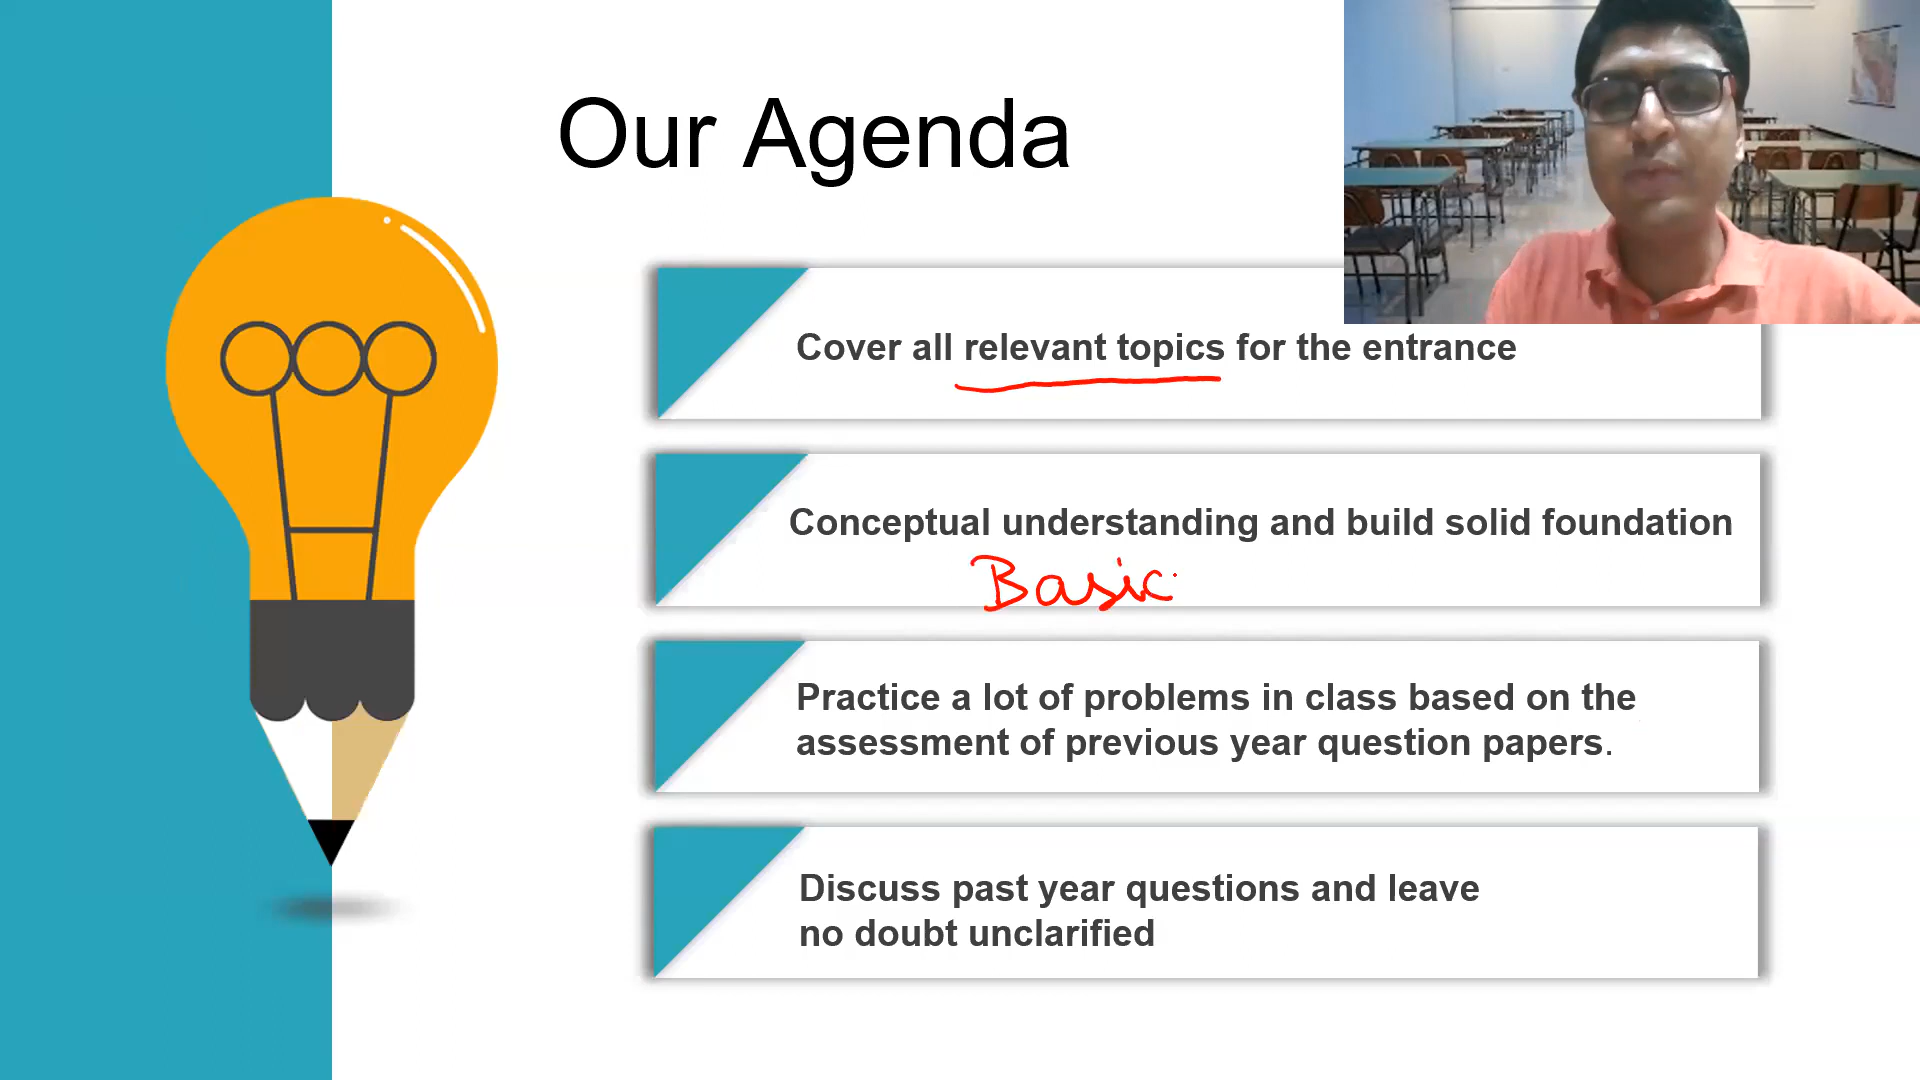 Our Agenda
Cover all relevant topics for the entrance
Conceptual understanding and build solid foundation
Basic
Practice a lot of problems in class based on the
assessment of previous year question papers.
Discuss past year questions and leave
no doubt unclarified